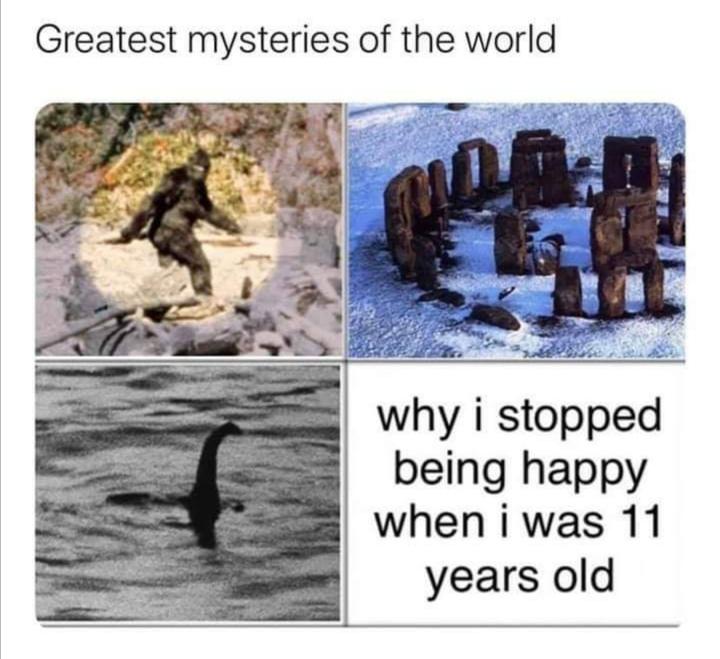 Greatest mysteries of the world
why i stopped
being happy
when i was 11
years old